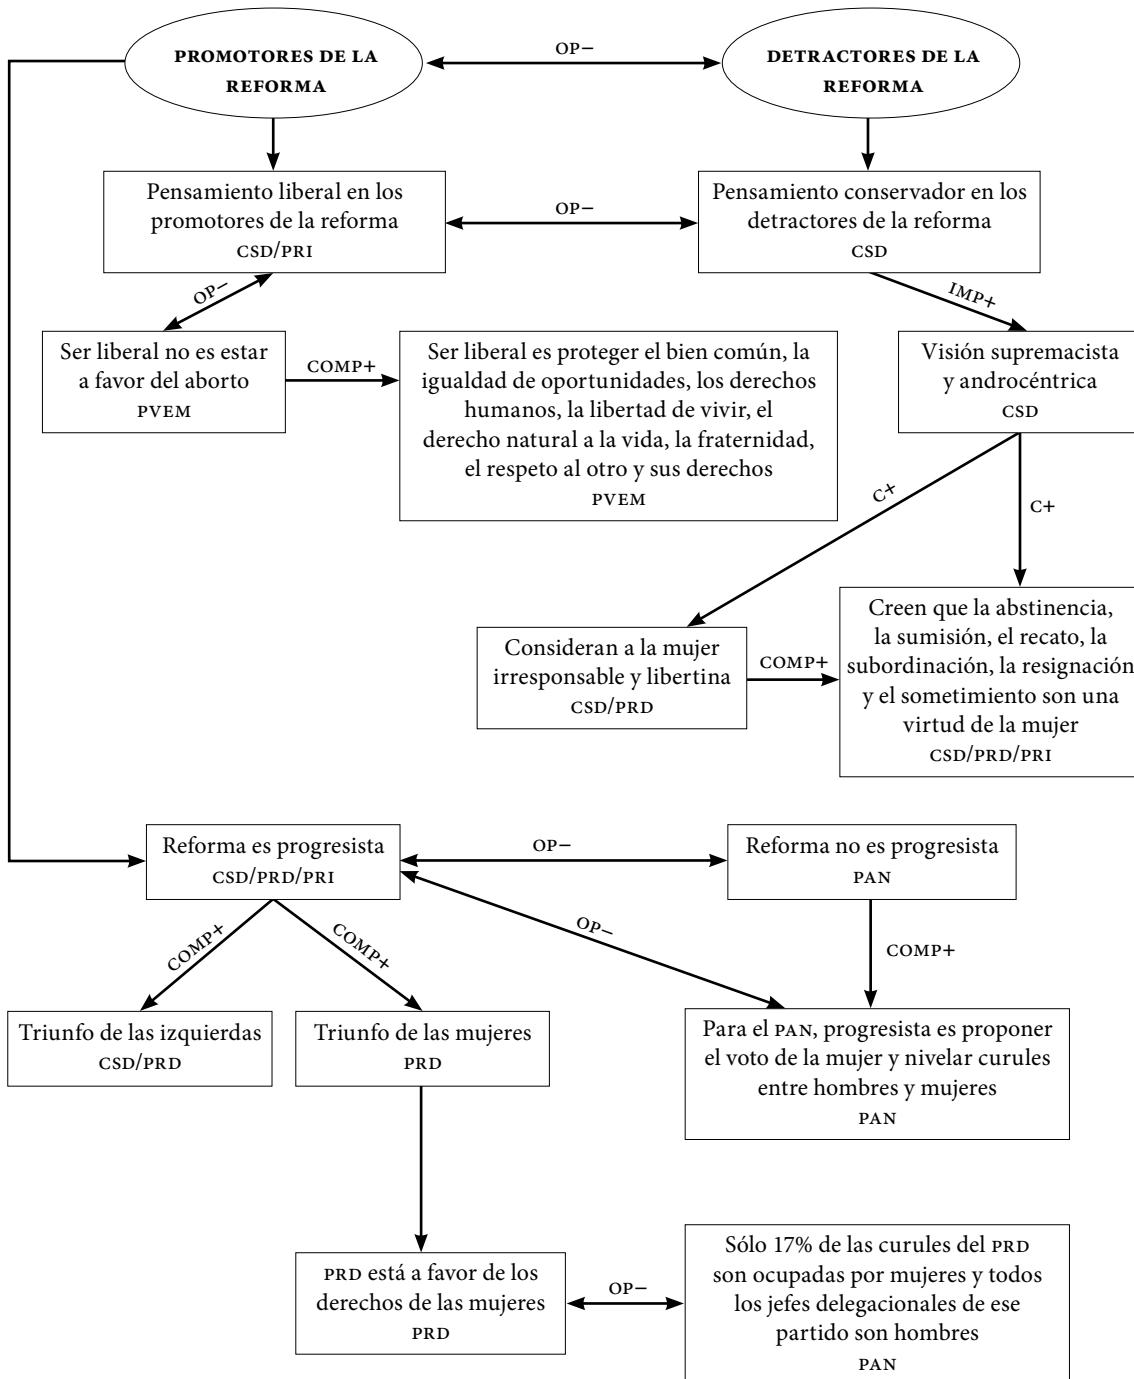 PROMOTORES DE LA
REFORMA
OP–
DETRACTORES DE LA
REFORMA
Pensamiento liberal en los
promotores de la reforma
CSD/PRI
OP–
Pensamiento conservador en los
detractores de la reforma
CSD
OP–
IMP+
Ser liberal no es estar
a favor del aborto
PVEM
COMP+
Ser liberal es proteger el bien común, la
igualdad de oportunidades, los derechos
humanos, la libertad de vivir, el
derecho natural a la vida, la fraternidad,
el respeto al otro y sus derechos
PVEM
Visión supremacista
y androcéntrica
CSD
C+
C+
Consideran a la mujer
irresponsable y libertina
CSD/PRD
COMP+
Creen que la abstinencia,
la sumisión, el recato, la
subordinación, la resignación
y el sometimiento son una
virtud de la mujer
CSD/PRD/PRI
Reforma es progresista
CSD/PRD/PRI
OP–
Reforma no es progresista
PAN
COMP+
COMP+
OP–
COMP+
Triunfo de las izquierdas
CSD/PRD
Triunfo de las mujeres
PRD
Para el PAN, progresista es proponer
el voto de la mujer y nivelar curules
entre hombres y mujeres
PAN
PRD está a favor de los
derechos de las mujeres
PRD
OP–
Sólo 17% de las curules del PRD
son ocupadas por mujeres y todos
los jefes delegacionales de ese
partido son hombres
PAN